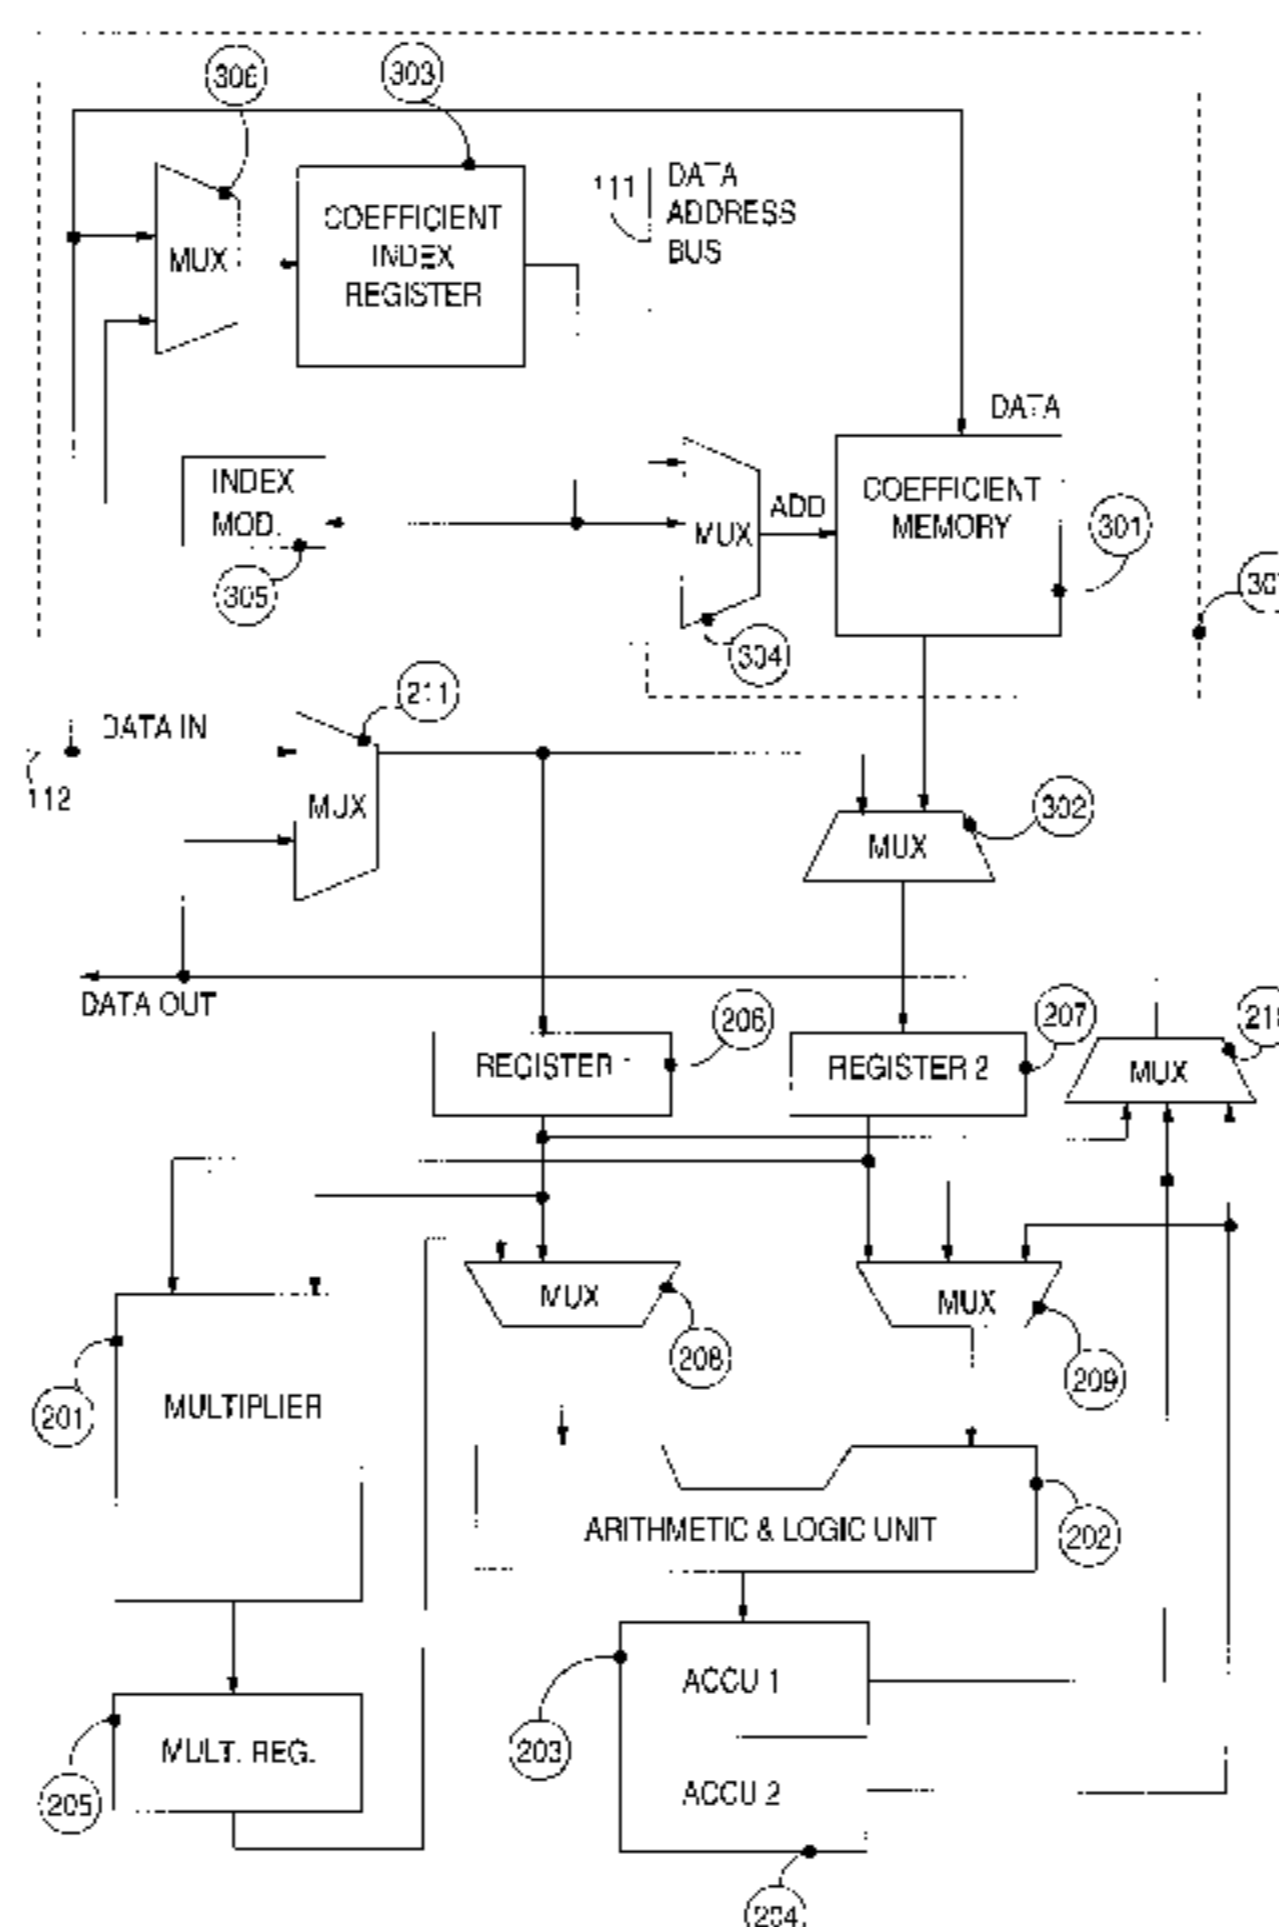 306
303
111
DATA
ADDRESS
BUS
MUX
COEFFICIENT
INDEX
REGISTER
DATA
INDEX
MOD.
305
MUX
ADD
COEFFICIENT
MEMORY
301
304
211
DATA IN
112
MUX
302
MUX
DATA OUT
206
207
REGISTER
REGISTER 2
MUX
MUX
208
MUX
209
201
MULTIPLIER
ARITHMETIC & LOGIC UNIT
202
ACCU 1
203
MULT. REG.
205
ACCU 2
204